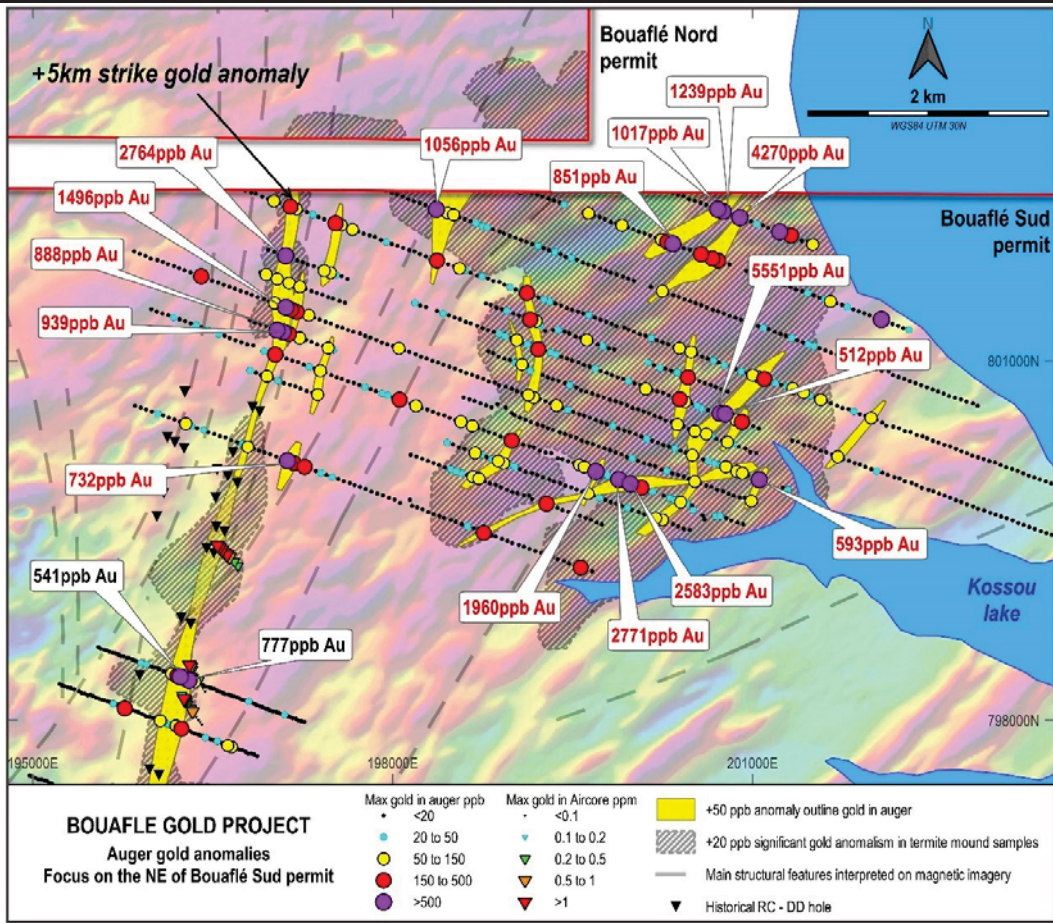 Bouaflé Nord
permit
N
2 km
WGS84 UTM 30N
+5km strike gold anomaly
1239ppb Au
1017ppb Au
2764ppb Au
1056ppb Au
4270ppb Au
851ppb Au
1496ppb Au
Bouaflé Sud
permit
888ppb Au
5551ppb Au
939ppb Au
512ppb Au
801000N
732ppb Au
593ppb Au
541ppb Au
2583ppb Au
1960ppb Au
Kossou
lake
2771ppb Au
777ppb Au
798000N
195000E
198000E
201000E
BOUAFLE GOLD PROJECT
Auger gold anomalies
Focus on the NE of Bouaflé Sud permit
Max gold in auger ppb
<20
20 to 50
50 to 150
150 to 500
>500
Max gold in Aircore ppm
<0.1
0.1 to 0.2
0.2 to 0.5
0.5 to 1
>1
+50 ppb anomaly outline gold in auger
+20 ppb significant gold anomalism in termite mound samples
Main structural features interpreted on magnetic imagery
Historical RC - DD hole